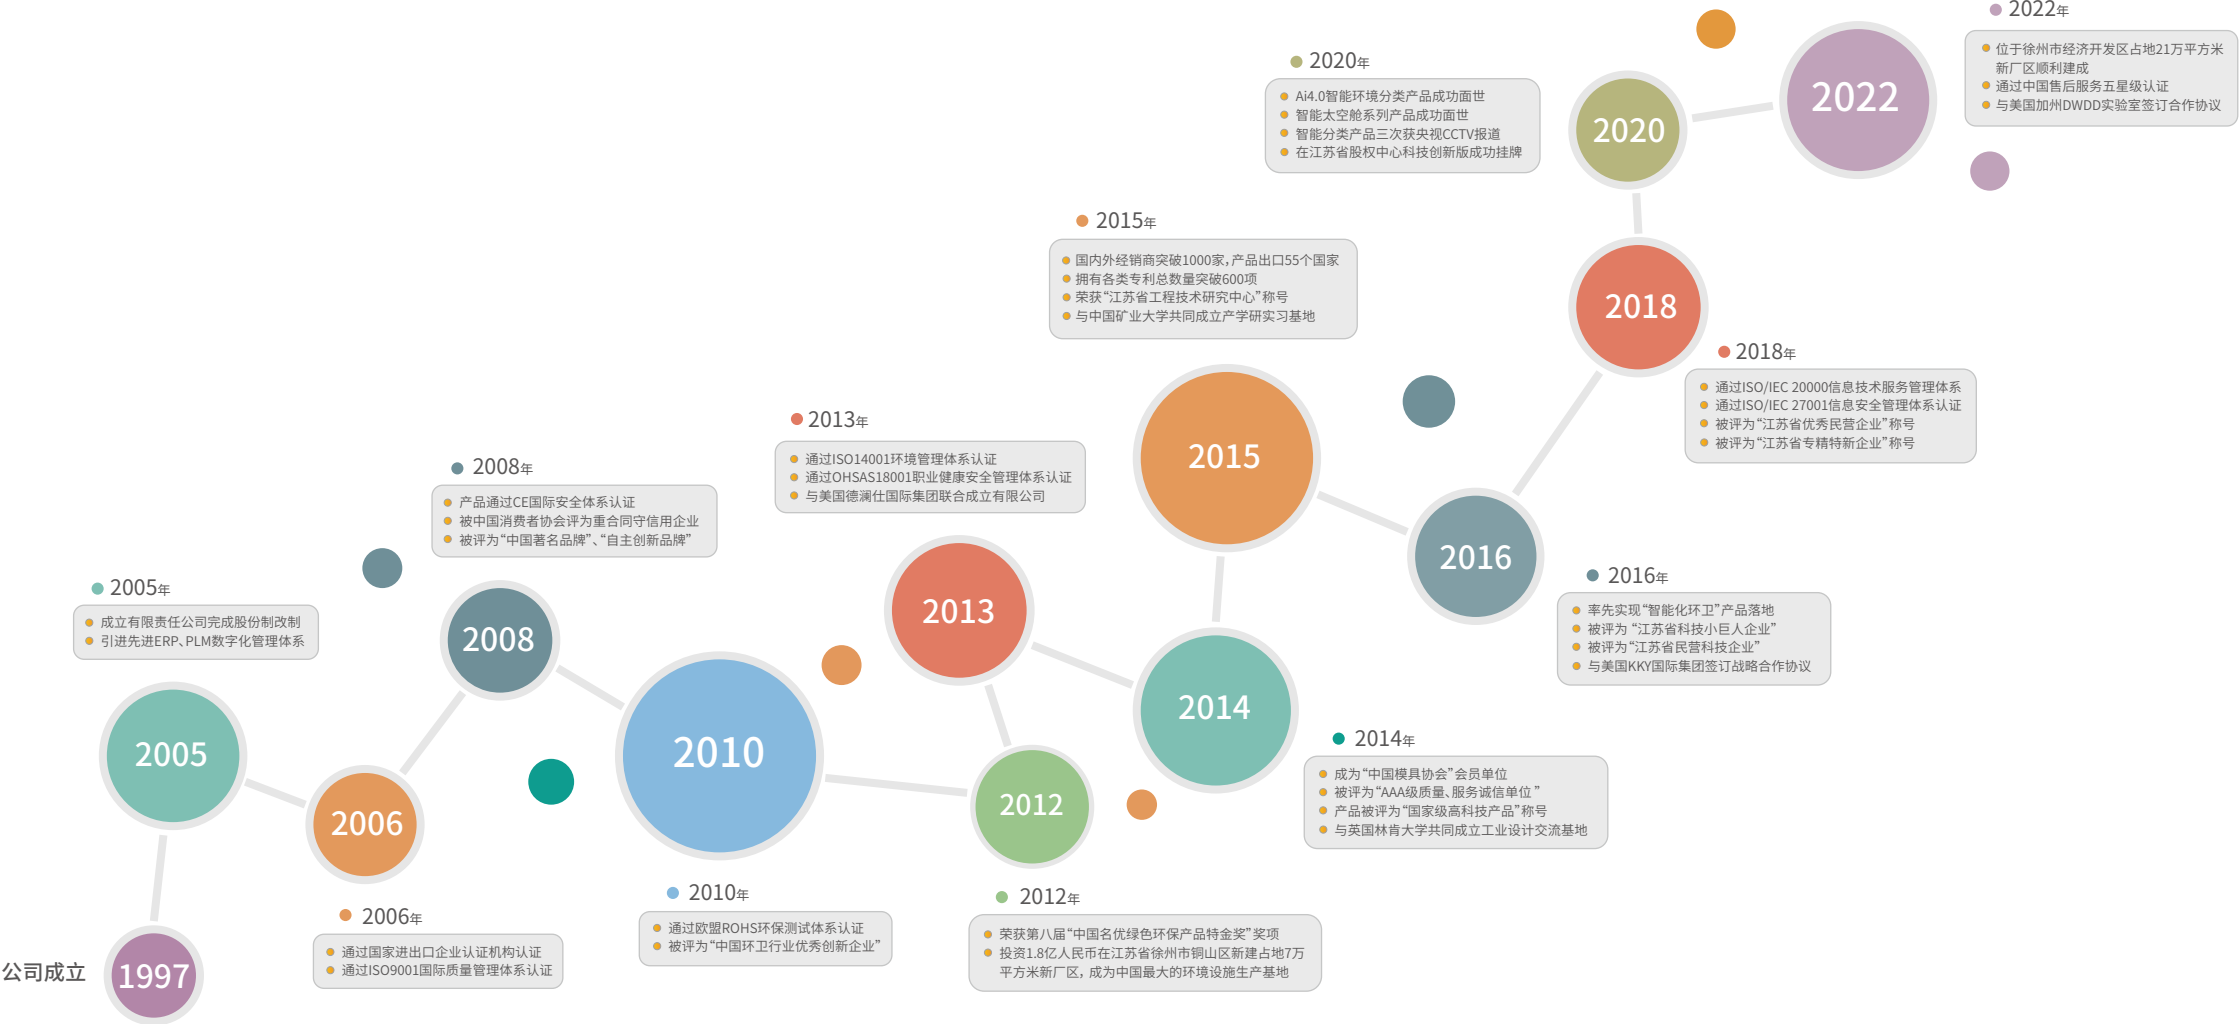 公司成立
1997
2005年
成立有限责任公司完成股份制改制
引进先进ERP、PLM数字化管理体系
2005
2006
2006年
通过国家进出口企业认证机构认证
通过ISO9001国际质量管理体系认证
2008年
产品通过CE国际安全体系认证
被中国消费者协会评为重合同守信用企业
被评为“中国著名品牌”、“自主创新品牌”
2008
2010
2010年
通过欧盟ROHS环保测试体系认证
被评为“中国环卫行业优秀创新企业”
2012
2012年
荣获第八届“中国名优绿色环保产品特金奖”奖项
投资1.8亿人民币在江苏省徐州市铜山区新建占地7万
平方米新厂区，成为中国最大的环境设施生产基地
2013年
通过ISO14001环境管理体系认证
通过OHSAS18001职业健康安全管理体系认证
与美国德澜仕国际集团联合成立有限公司
2013
2014
2014年
成为“中国模具协会”会员单位
被评为“AAA级质量、服务诚信单位 ”
产品被评为“国家级高科技产品”称号
与英国林肯大学共同成立工业设计交流基地
2015年
国内外经销商突破1000家，产品出口55个国家
拥有各类专利总数量突破600项
荣获“江苏省工程技术研究中心”称号
与中国矿业大学共同成立产学研实习基地
2015
2016
2016年
率先实现“智能化环卫”产品落地
被评为 “江苏省科技小巨人企业”
被评为“江苏省民营科技企业”
与美国KKY国际集团签订战略合作协议
2018
2018年
通过ISO/IEC 20000信息技术服务管理体系
通过ISO/IEC 27001信息安全管理体系认证
被评为“江苏省优秀民营企业”称号
被评为“江苏省专精特新企业”称号
2020年
Ai4.0智能环境分类产品成功面世
智能太空舱系列产品成功面世
智能分类产品三次获央视CCTV报道
在江苏省股权中心科技创新版成功挂牌
2020
2022
2022年
位于徐州市经济开发区占地21万平方米
新厂区顺利建成
通过中国售后服务五星级认证
与美国加州DWDD实验室签订合作协议